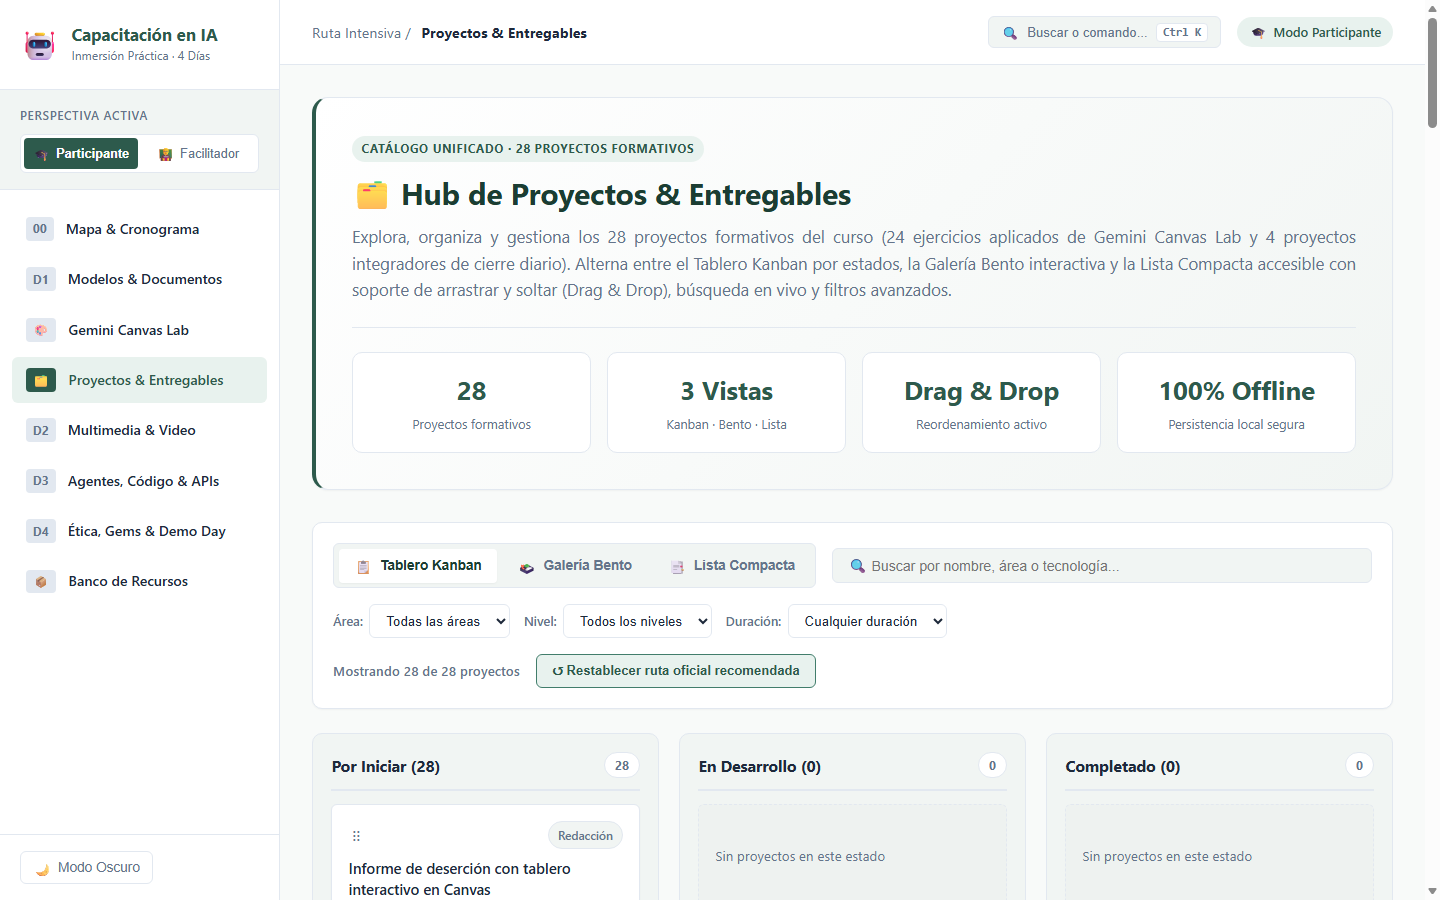 Capacitación en IA
Inmersión Práctica · 4 Días
PERSPECTIVA ACTIVA
Participante
Facilitador
00 Mapa & Cronograma
D1 Modelos & Documentos
Gemini Canvas Lab
Proyectos & Entregables
D2 Multimedia & Video
D3 Agentes, Código & APIs
D4 Ética, Gems & Demo Day
Banco de Recursos
Modo Oscuro
Ruta Intensiva / Proyectos & Entregables
Buscar o comando... Ctrl K
Modo Participante
CATÁLOGO UNIFICADO · 28 PROYECTOS FORMATIVOS
Hub de Proyectos & Entregables
Explora, organiza y gestiona los 28 proyectos formativos del curso (24 ejercicios aplicados de Gemini Canvas Lab y 4 proyectos
integradores de cierre diario). Alterna entre el Tablero Kanban por estados, la Galería Bento interactiva y la Lista Compacta accesible con
soporte de arrastrar y soltar (Drag & Drop), búsqueda en vivo y filtros avanzados.
28
Proyectos formativos
3 Vistas
Kanban · Bento · Lista
Drag & Drop
Reordenamiento activo
100% Offline
Persistencia local segura
Tablero Kanban
Galería Bento
Lista Compacta
Buscar por nombre, área o tecnología...
Área: Todas las áreas
Nivel: Todos los niveles
Duración: Cualquier duración
Mostrando 28 de 28 proyectos
↺ Restablecer ruta oficial recomendada
Por Iniciar (28) 28
Redacción
Informe de deserción con tablero
interactivo en Canvas
En Desarrollo (0) 0
Sin proyectos en este estado
Completado (0) 0
Sin proyectos en este estado